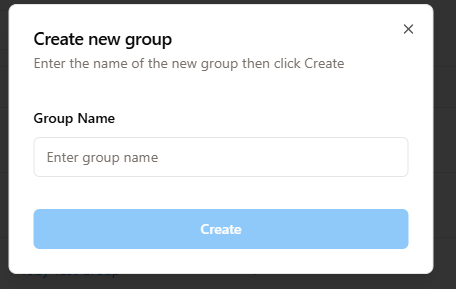 Create new group
Enter the name of the new group then click Create
Group Name
Enter group name
Create